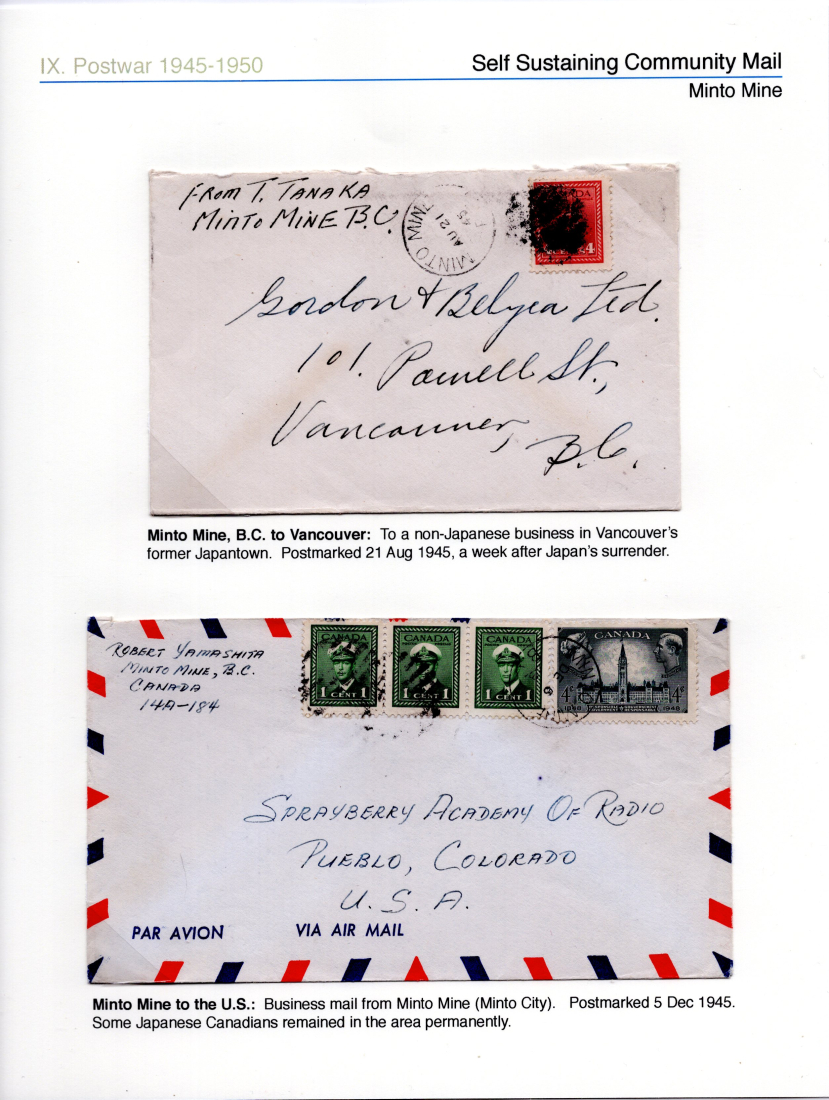 IX. Postwar 1945-1950
Self Sustaining Community Mail
Minto Mine
FROM T. TANAKA
MINTO MINE B.C.
MINTO MINE
AU 21
45
CANADA
4
Gordon & Belyea Ltd.
101. Powell St.,
Vancouver,
B.C.
Minto Mine, B.C. to Vancouver: To a non-Japanese business in Vancouver's
former Japantown. Postmarked 21 Aug 1945, a week after Japan's surrender.
ROBERT YAMASHITA
MINTO MINE, B.C.
CANADA
14A-184
CANADA
1 CENT 1
CANADA
1 CENT 1
CANADA
1 CENT 1
CANADA
4¢ 4¢
1848 1948
SPRAYBERRY ACADEMY OF RADIO
PUEBLO, COLORADO
U.S.A.
PAR AVION VIA AIR MAIL
Minto Mine to the U.S.: Business mail from Minto Mine (Minto City). Postmarked 5 Dec 1945.
Some Japanese Canadians remained in the area permanently.